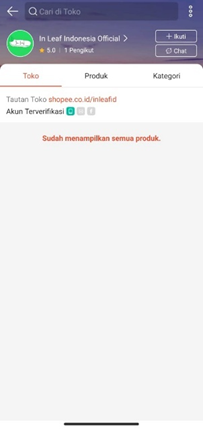 Cari di Toko
In Leaf Indonesia Official >
5.0 | 1 Pengikut
+ Ikuti
Chat
Toko
Produk
Kategori
Tautan Toko shopee.co.id/inleafid
Akun Terverifikasi
Sudah menampilkan semua produk.